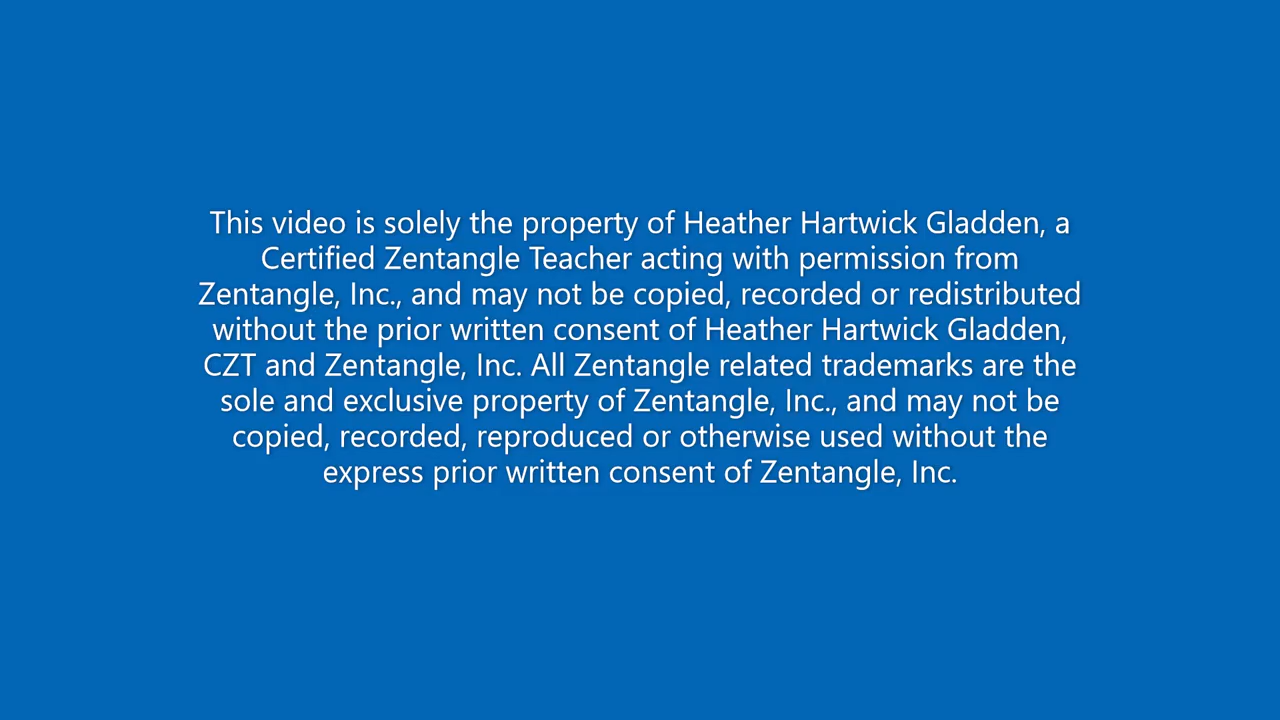 This video is solely the property of Heather Hartwick Gladden, a
Certified Zentangle Teacher acting with permission from
Zentangle, Inc., and may not be copied, recorded or redistributed
without the prior written consent of Heather Hartwick Gladden,
CZT and Zentangle, Inc. All Zentangle related trademarks are the
sole and exclusive property of Zentangle, Inc., and may not be
copied, recorded, reproduced or otherwise used without the
express prior written consent of Zentangle, Inc.